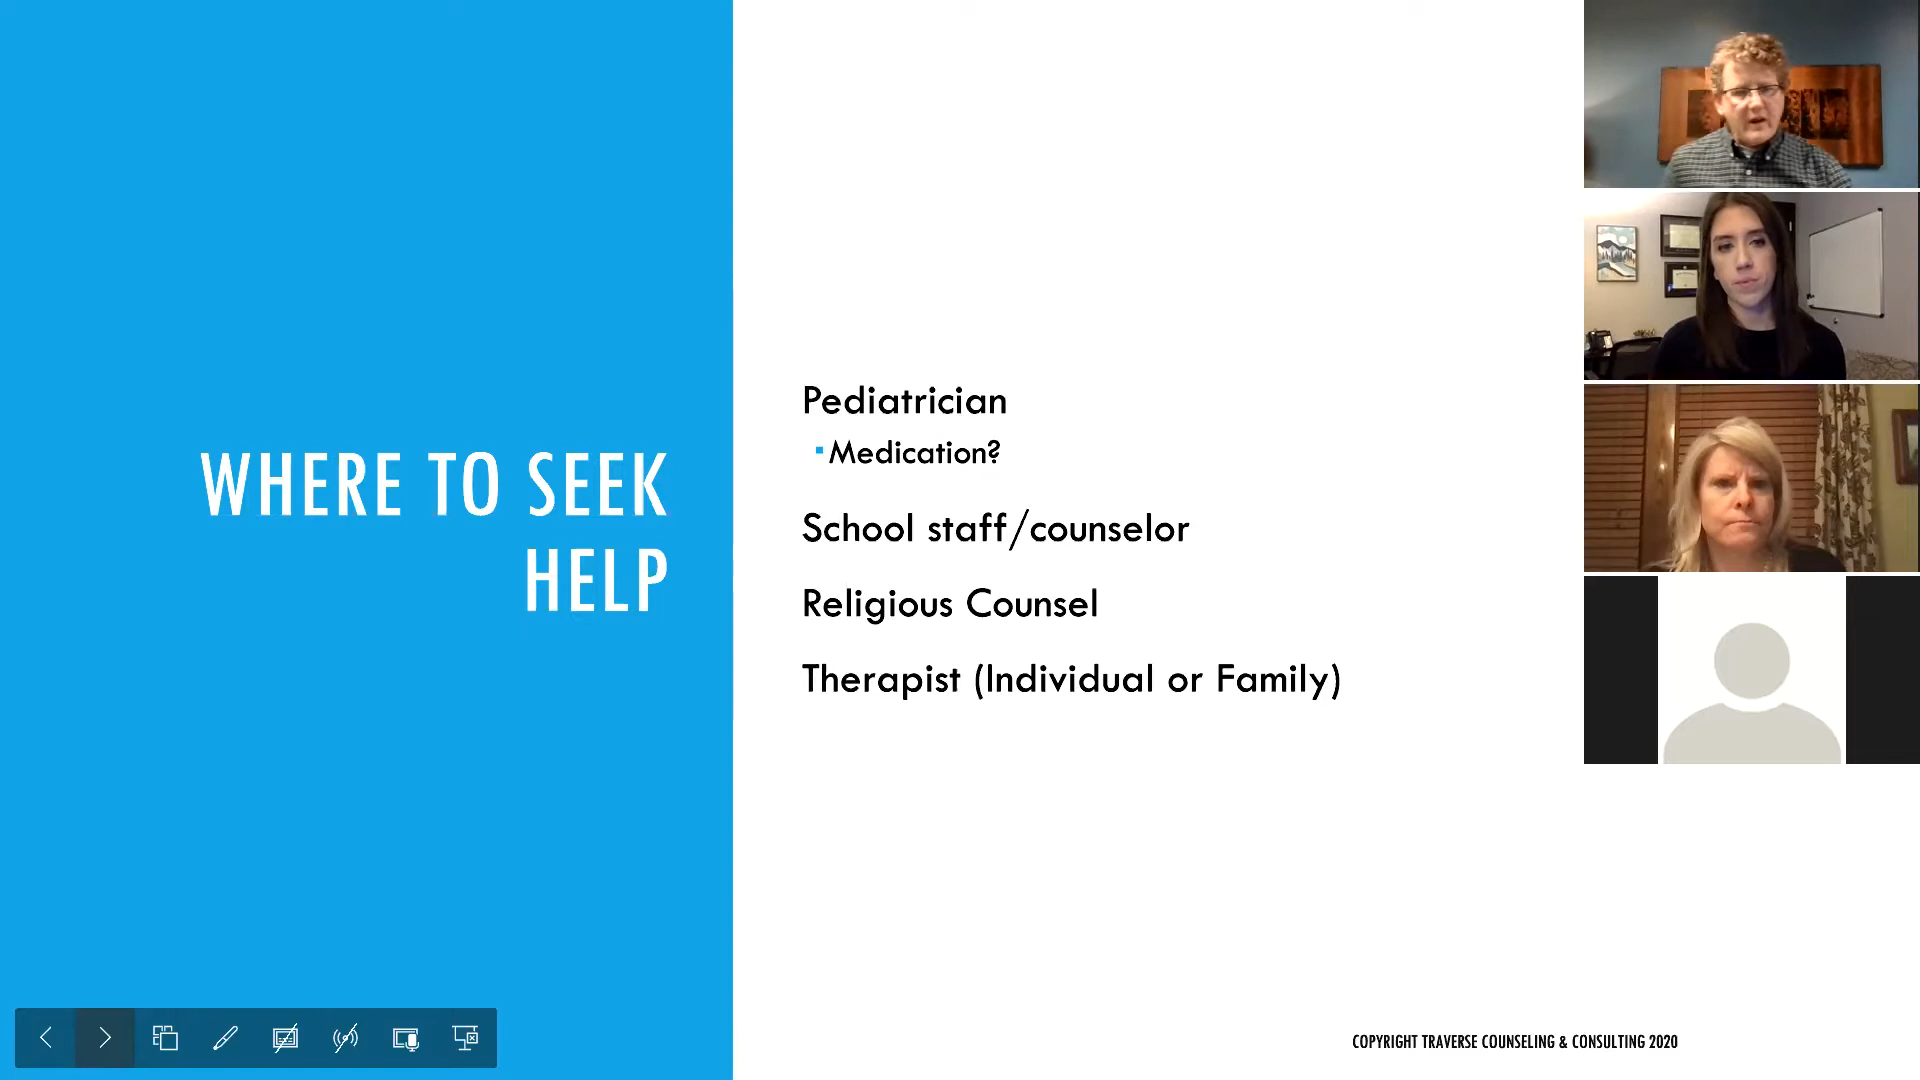 WHERE TO SEEK
HELP
Pediatrician
▪Medication?
School staff/counselor
Religious Counsel
Therapist (Individual or Family)
COPYRIGHT TRAVERSE COUNSELING & CONSULTING 2020